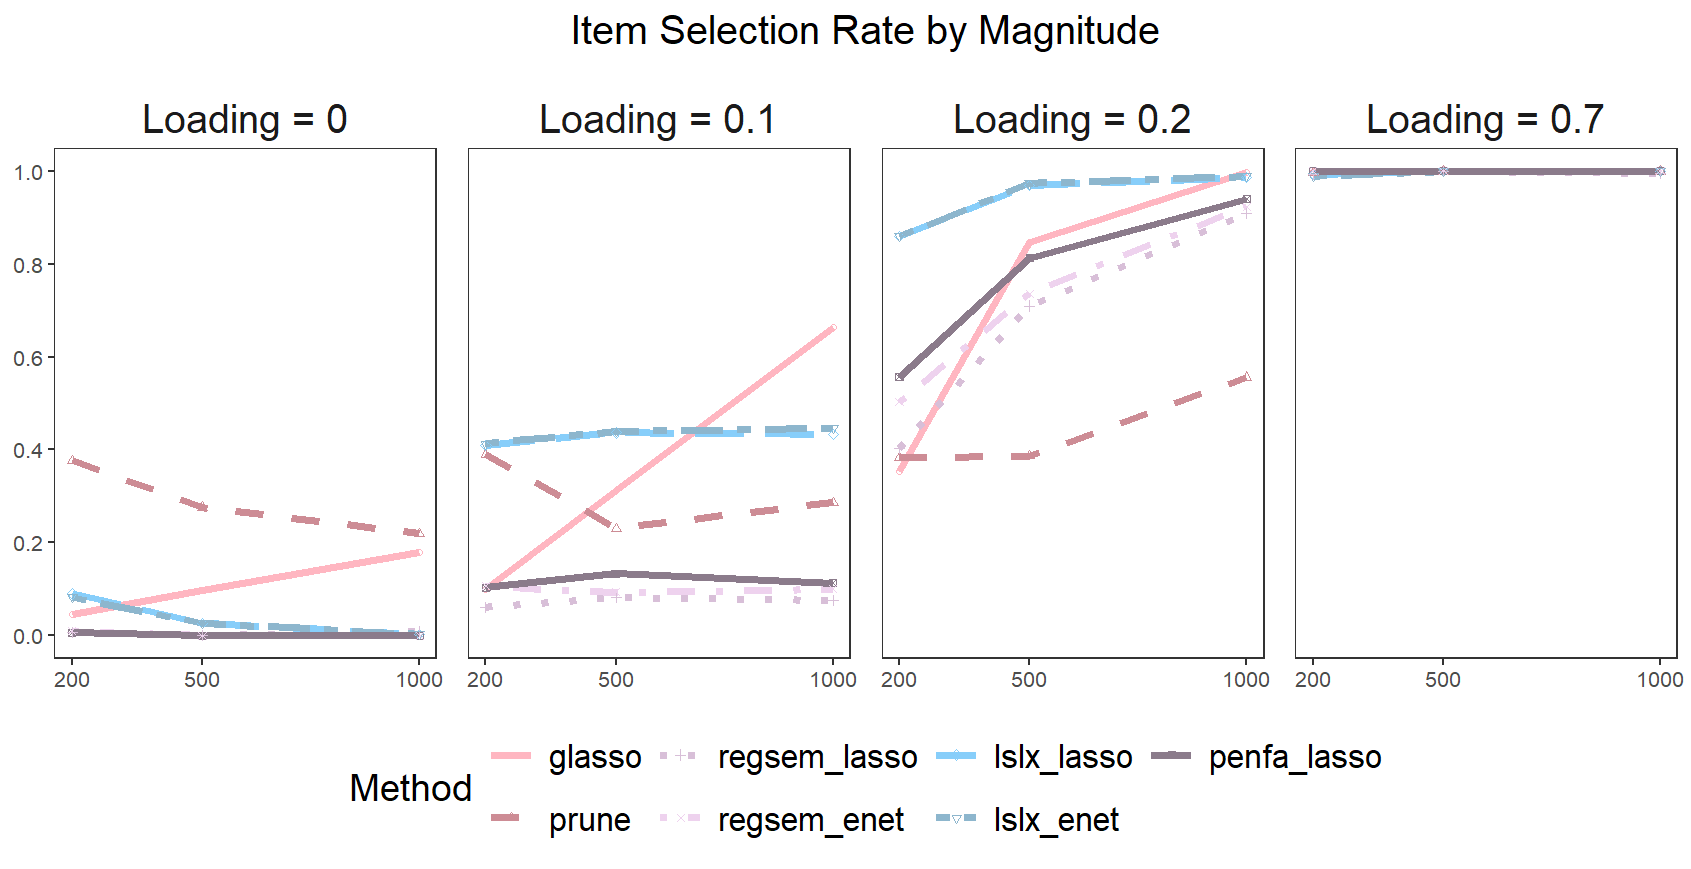 Item Selection Rate by Magnitude
Loading = 0 Loading = 0.1 Loading = 0.2 Loading = 0.7
1.0
0.8
0.6
0.4
0.2
0.0
200 500 1000 200 500 1000 200 500 1000 200 500 1000
Method
glasso regsem_lasso lslx_lasso penfa_lasso
prune regsem_enet lslx_enet